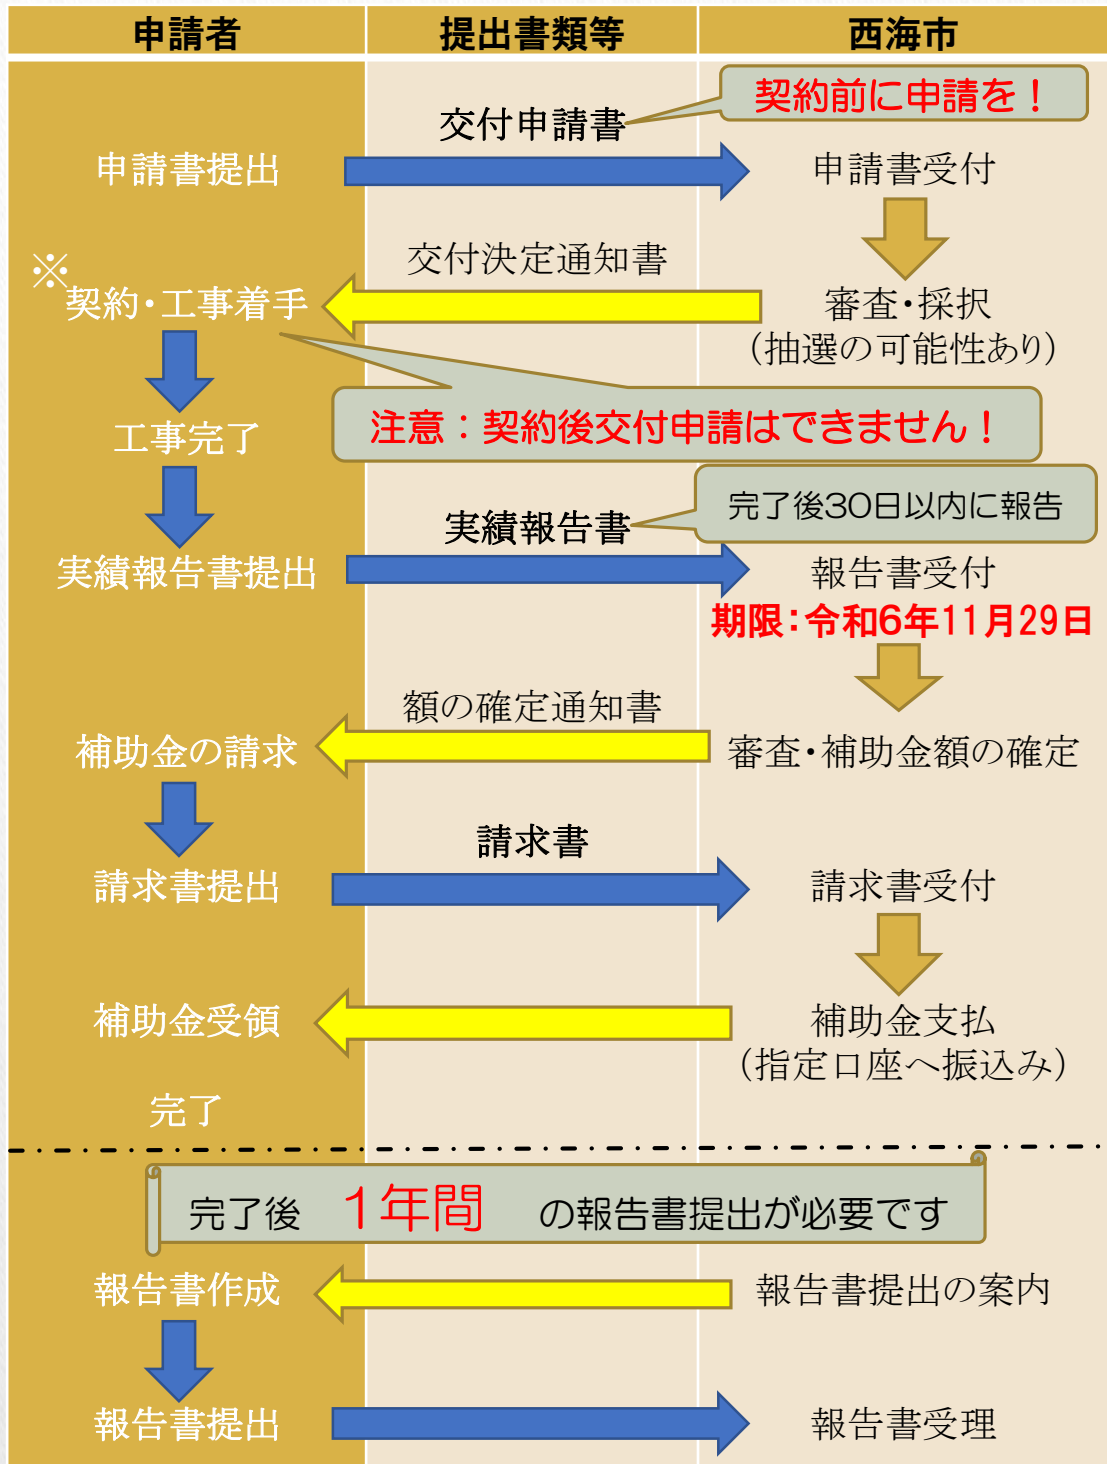 申請者 提出書類等 西海市
契約前に申請を！
交付申請書
申請書提出 申請書受付
交付決定通知書
※
契約・工事着手 審査・採択
（抽選の可能性あり）
注意：契約後交付申請はできません！
工事完了
完了後30日以内に報告
実績報告書
実績報告書提出 報告書受付
期限：令和6年11月29日
額の確定通知書
補助金の請求 審査・補助金額の確定
請求書
請求書提出 請求書受付
補助金受領 補助金支払
（指定口座へ振込み）
完了
完了後 1年間 の報告書提出が必要です
報告書作成 報告書提出の案内
報告書提出 報告書受理